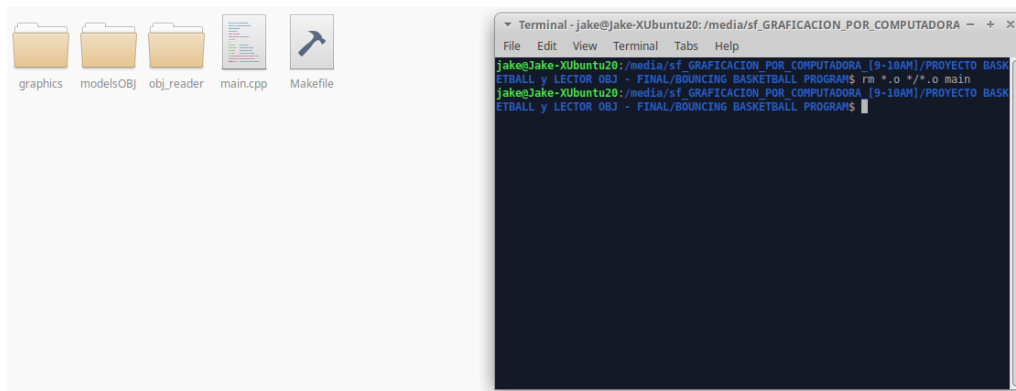 graphics
modelsOBJ
obj_reader
main.cpp
Makefile
Terminal - jake@Jake-XUbuntu20: /media/sf_GRAFICACION_POR_COMPUTADORA
File Edit View Terminal Tabs Help
jake@Jake-XUbuntu20:/media/sf_GRAFICACION_POR_COMPUTADORA_[9-10AM]/PROYECTO BASK
ETBALL y LECTOR OBJ - FINAL/BOUNCING BASKETBALL PROGRAM$ rm *.o */*.o main
jake@Jake-XUbuntu20:/media/sf_GRAFICACION_POR_COMPUTADORA_[9-10AM]/PROYECTO BASK
ETBALL y LECTOR OBJ - FINAL/BOUNCING BASKETBALL PROGRAM$